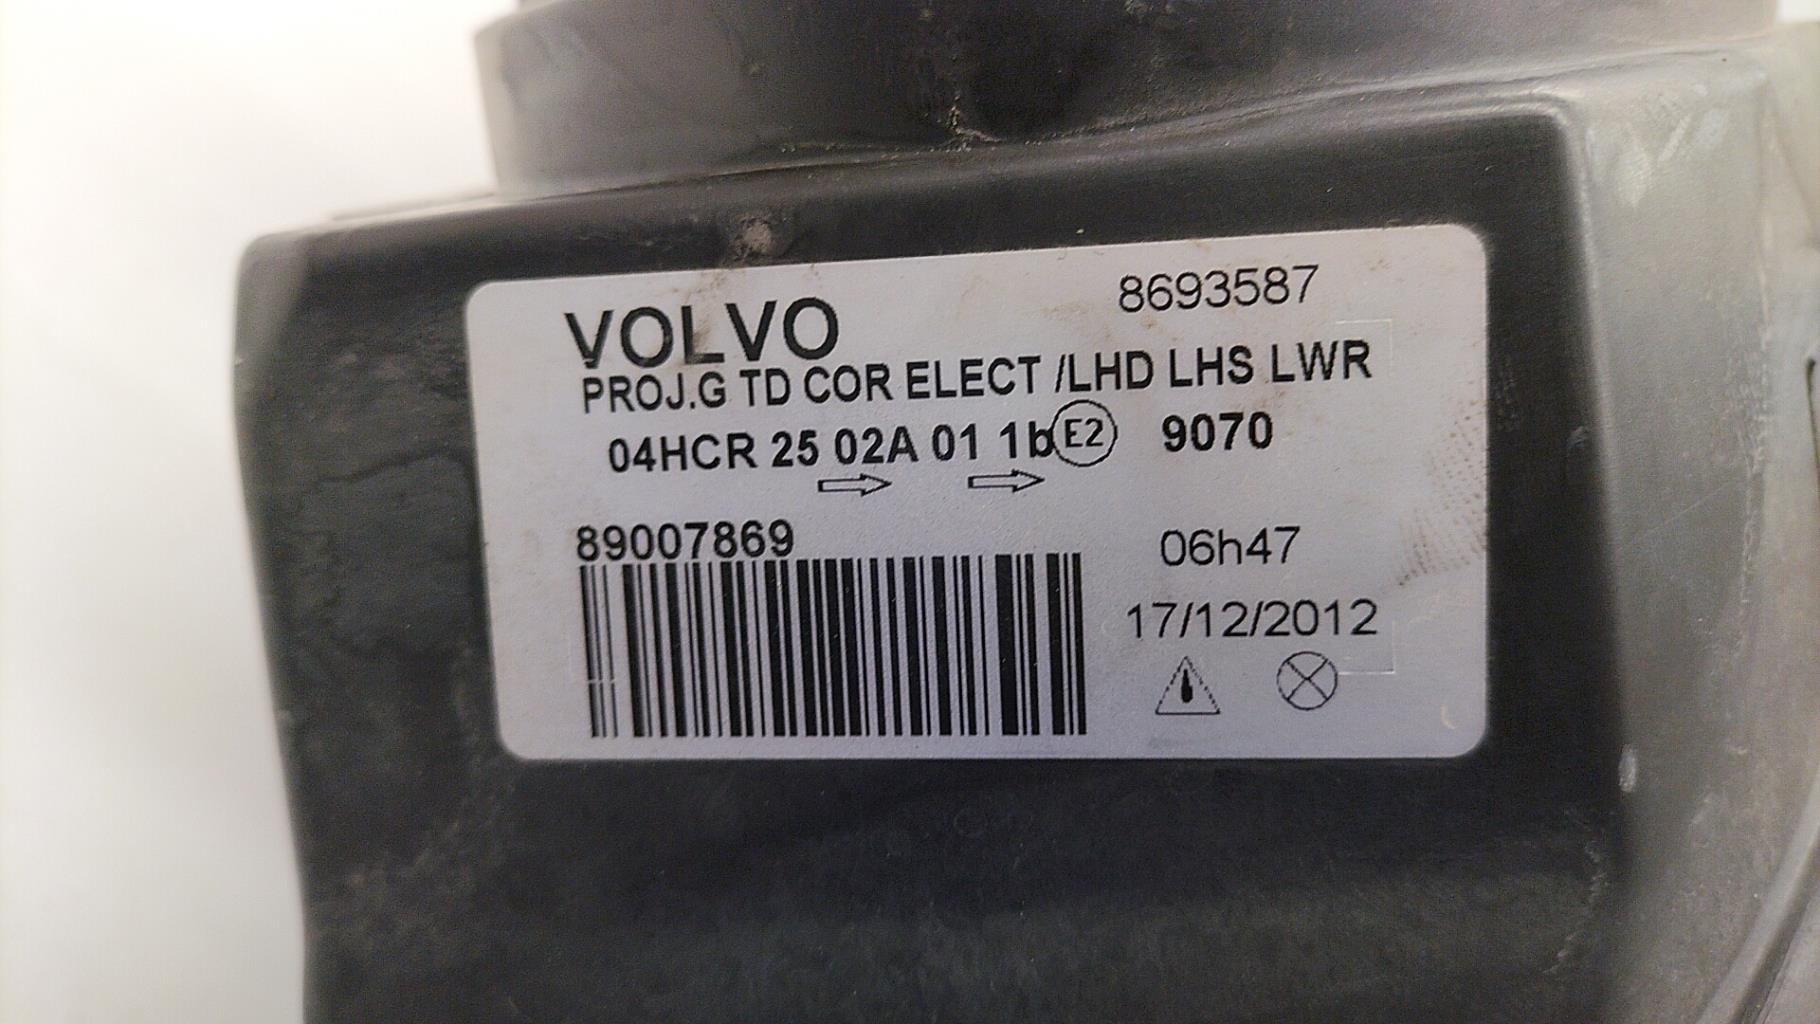 VOLVO 8693587
PROJ.G TD COR ELECT /LHD LHS LWR
04HCR 25 02A 01 1b E2 9070
89007869
06h47
17/12/2012